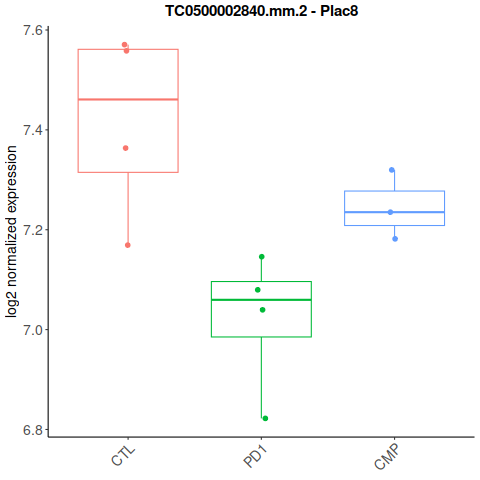 TC0500002840.mm.2 - Plac8
log2 normalized expression
7.6
7.4
7.2
7.0
6.8
CTL
PD1
CMP